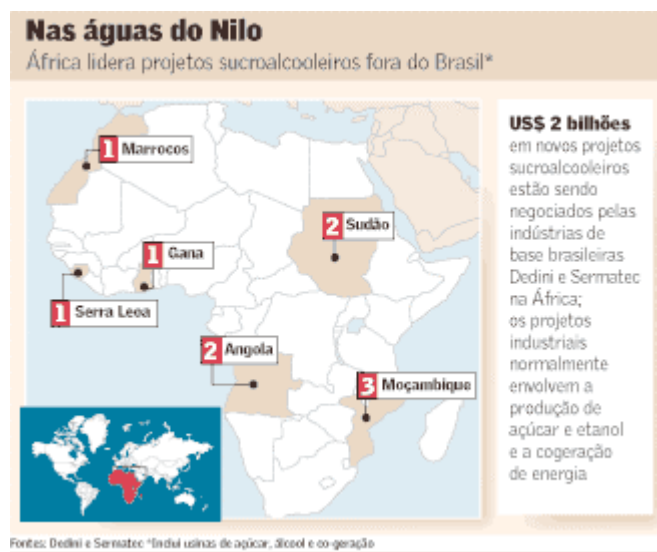 Nas águas do Nilo
África lidera projetos sucroalcooleiros fora do Brasil*
1 Marrocos
2 Sudão
1 Gana
1 Serra Leoa
2 Angola
3 Moçambique
US$ 2 bilhões
em novos projetos
sucroalcooleiros
estão sendo
negociados pelas
indústrias de
base brasileiras
Dedini e Sermatec
na África;
os projetos
industriais
normalmente
envolvem a
produção de
açúcar e etanol
e a cogeração
de energia
Fontes: Dedini e Sermatec *Inclui usinas de açúcar, álcool e co-geração